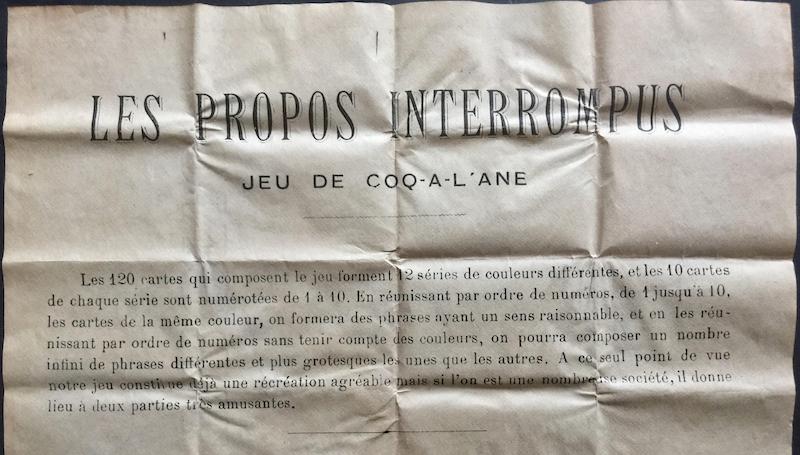 LES PROPOS INTERROMPUS
JEU DE COQ-A-L'ANE
Les 120 cartes qui composent le jeu forment 12 séries de couleurs différentes, et les 10 cartes
de chaque série sont numérotées de 1 à 10. En réunissant par ordre de numéros, de 1 jusqu'à 10,
les cartes de la même couleur, on formera des phrases ayant un sens raisonnable, et en les réu-
nissant par ordre de numéros sans tenir compte des couleurs, on pourra composer un nombre
infini de phrases différentes et plus grotesques les unes que les autres. A ce seul point de vue
notre jeu constitue déjà une récréation agréable mais si l'on est une nombreuse société, il donne
lieu à deux parties très amusantes.